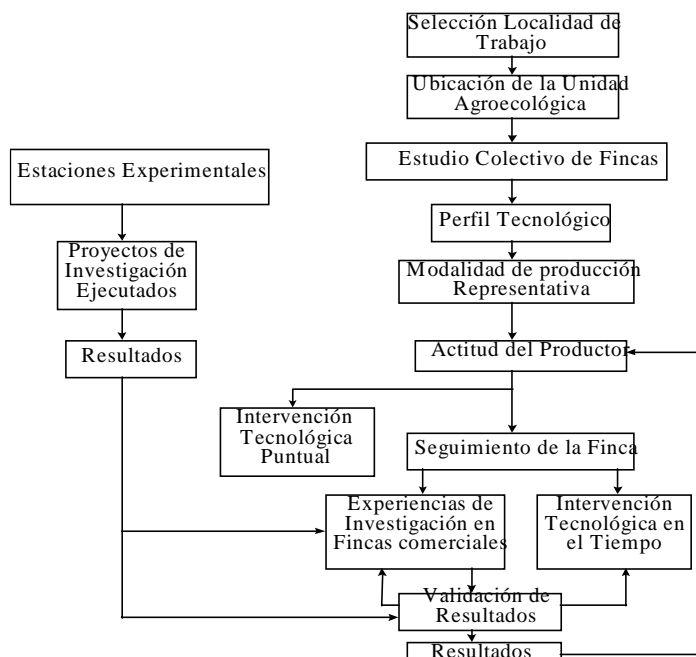 Selección Localidad de
Trabajo
Ubicación de la Unidad
Agroecológica
Estudio Colectivo de Fincas
Estaciones Experimentales
Perfil Tecnológico
Proyectos de
Investigación
Ejecutados
Modalidad de producción
Representativa
Resultados
Actitud del Productor
Intervención
Tecnológica
Puntual
Seguimiento de la Finca
Experiencias de
Investigación en
Fincas comerciales
Intervención
Tecnológica en
el Tiempo
Validación de
Resultados
Resultados